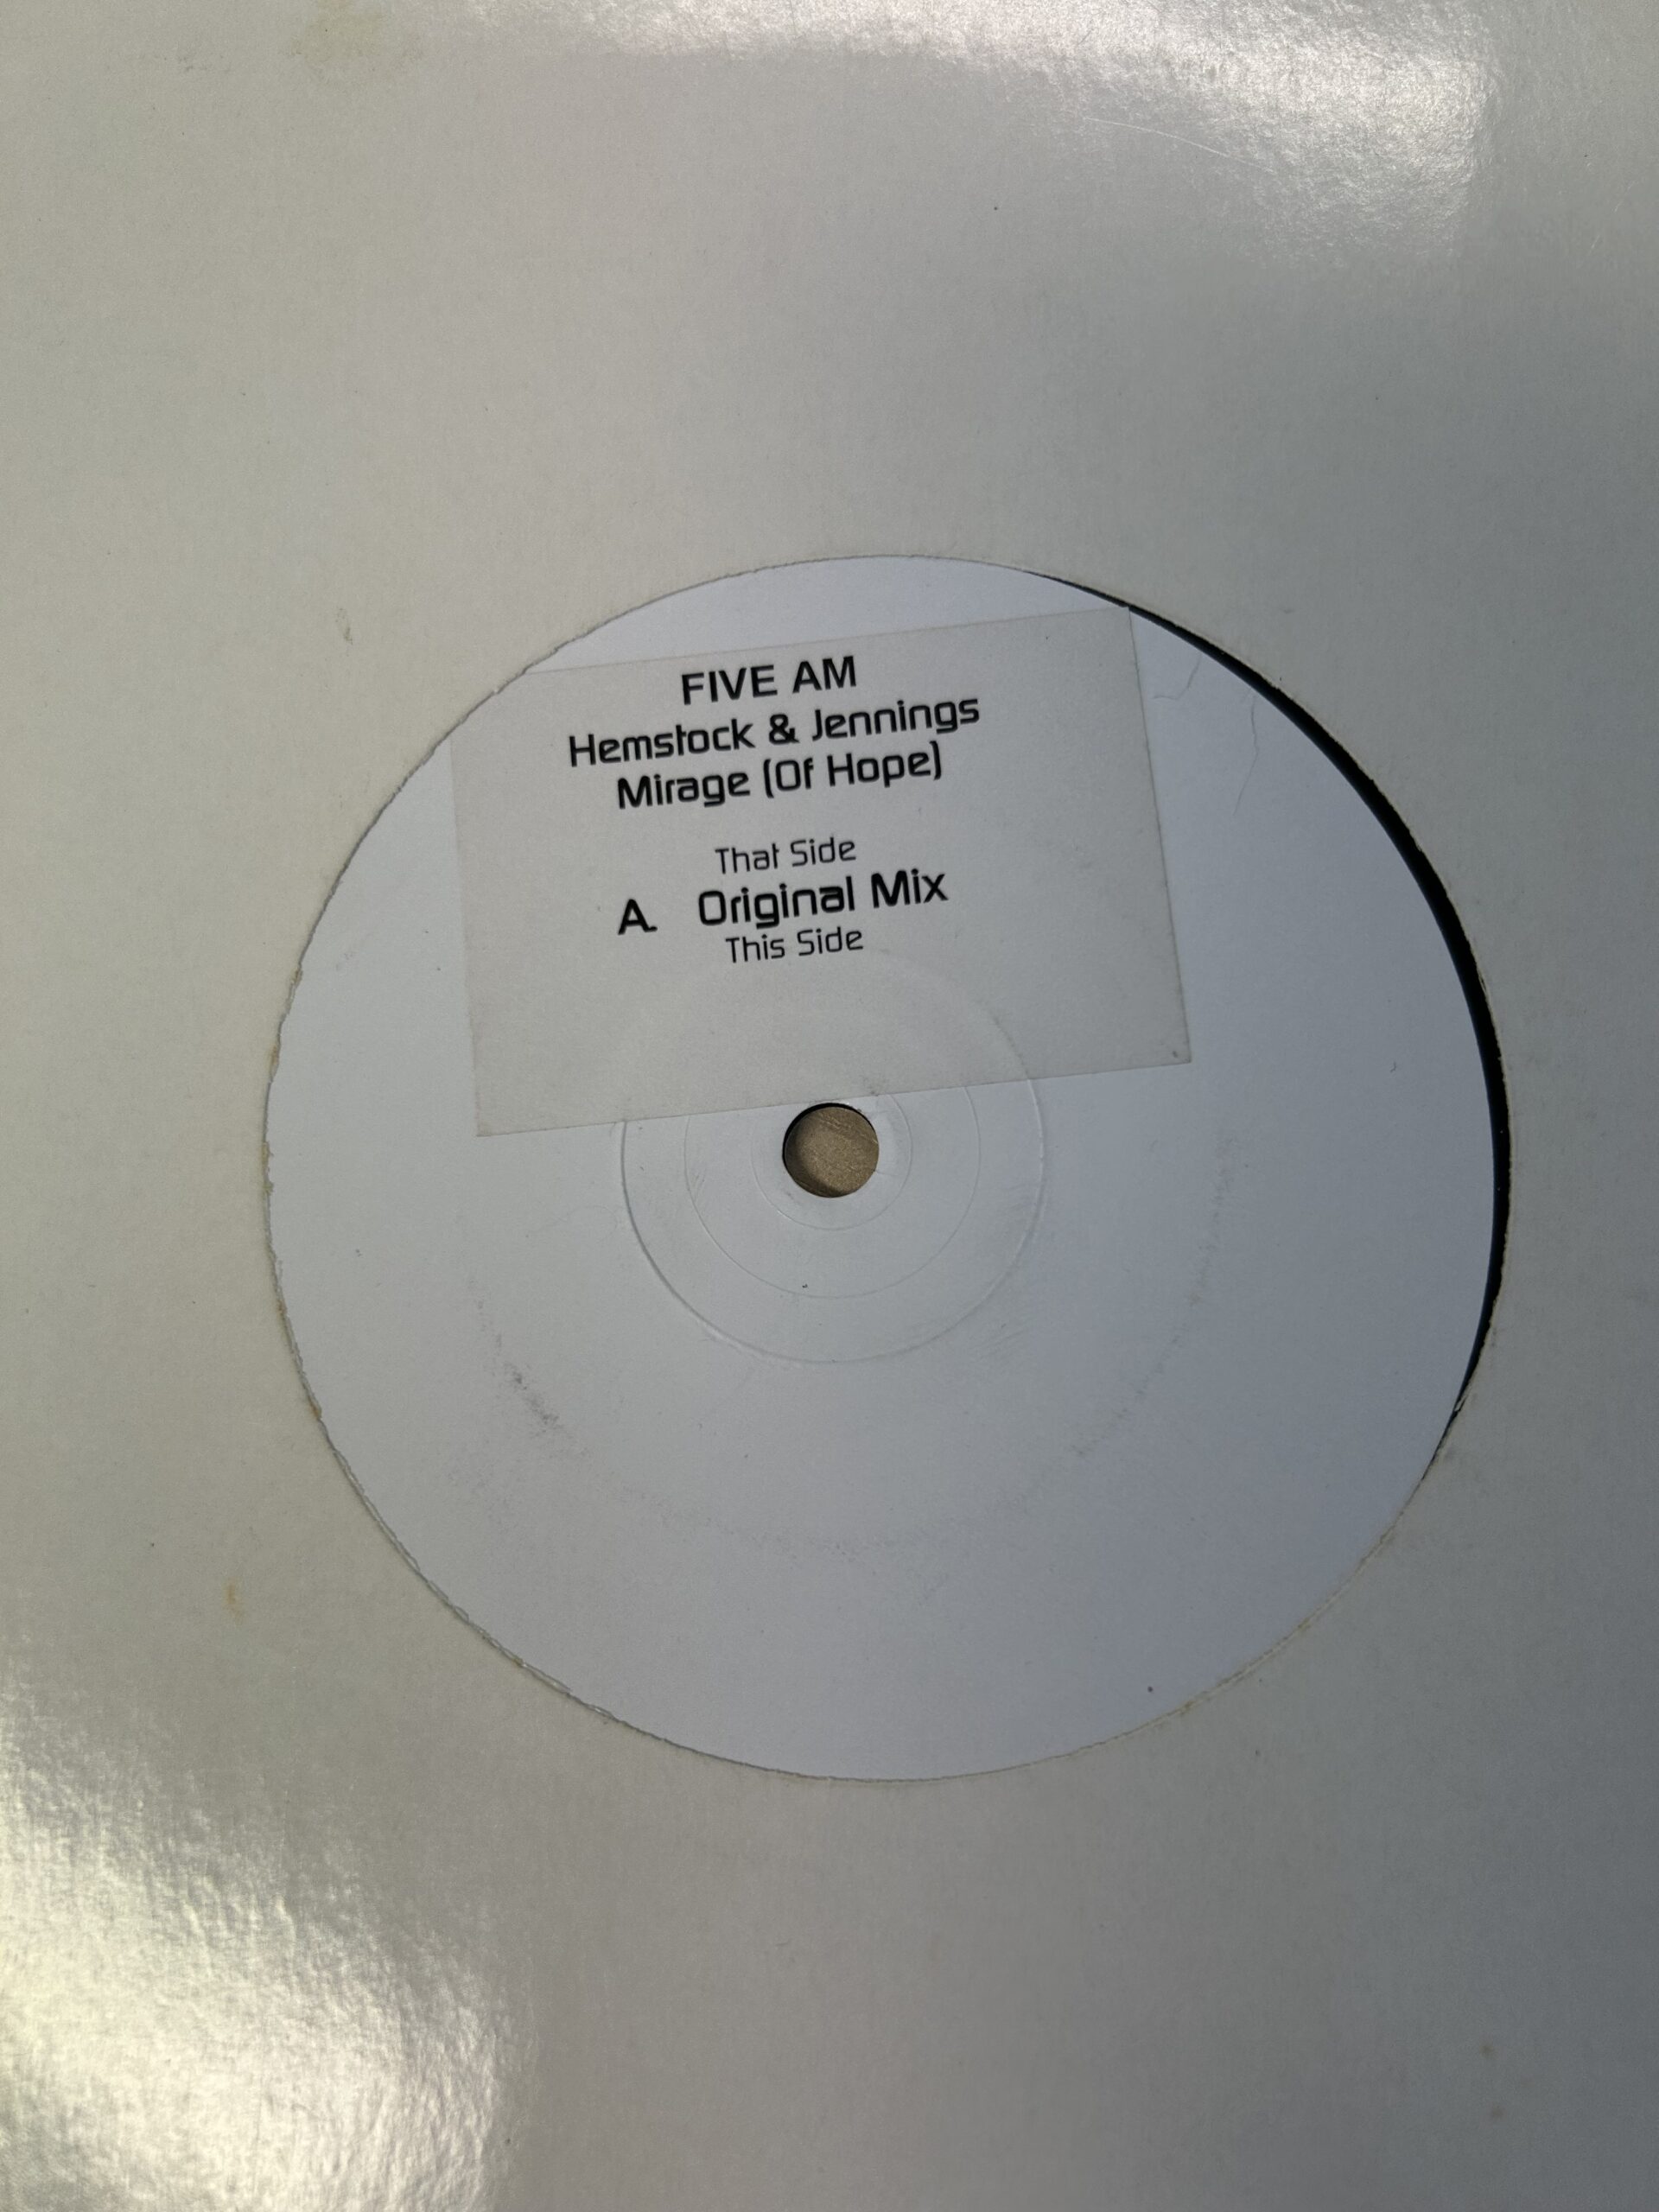 FIVE AM
Hemstock & Jennings
Mirage (Of Hope)
That Side
A. Original Mix
This Side